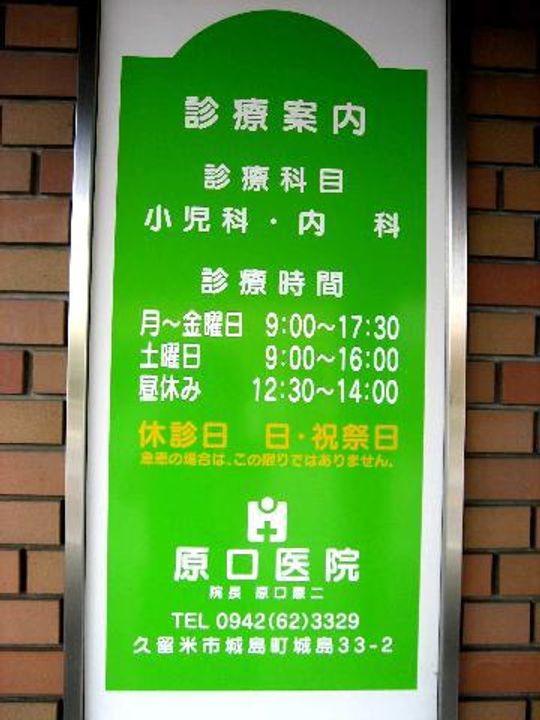 診療案内
診療科目
小児科・内　科
診療時間
月～金曜日 9:00～17:30
土曜日 9:00～16:00
昼休み 12:30～14:00
休診日　日・祝祭日
急患の場合は、この限りではありません。
原口医院
院長 原口憲二
TEL 0942(62)3329
久留米市城島町城島33-2